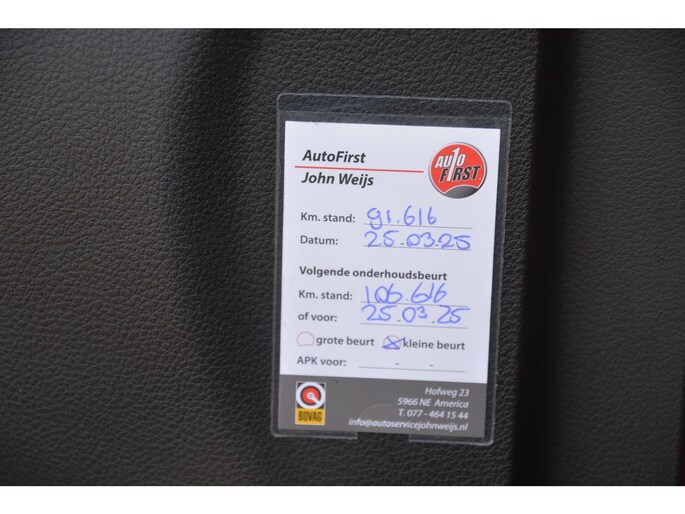 AutoFirst
John Weijs
AUTO
F1RST
Km. stand: 91.616
Datum: 25-03-25
Volgende onderhoudsbeurt
Km. stand: 106.616
of voor: 25-03-25
grote beurt kleine beurt
APK voor: - -
BOVAG
Hofweg 23
5966 NE America
T. 077 - 464 15 44
info@autoservicejohnweijs.nl